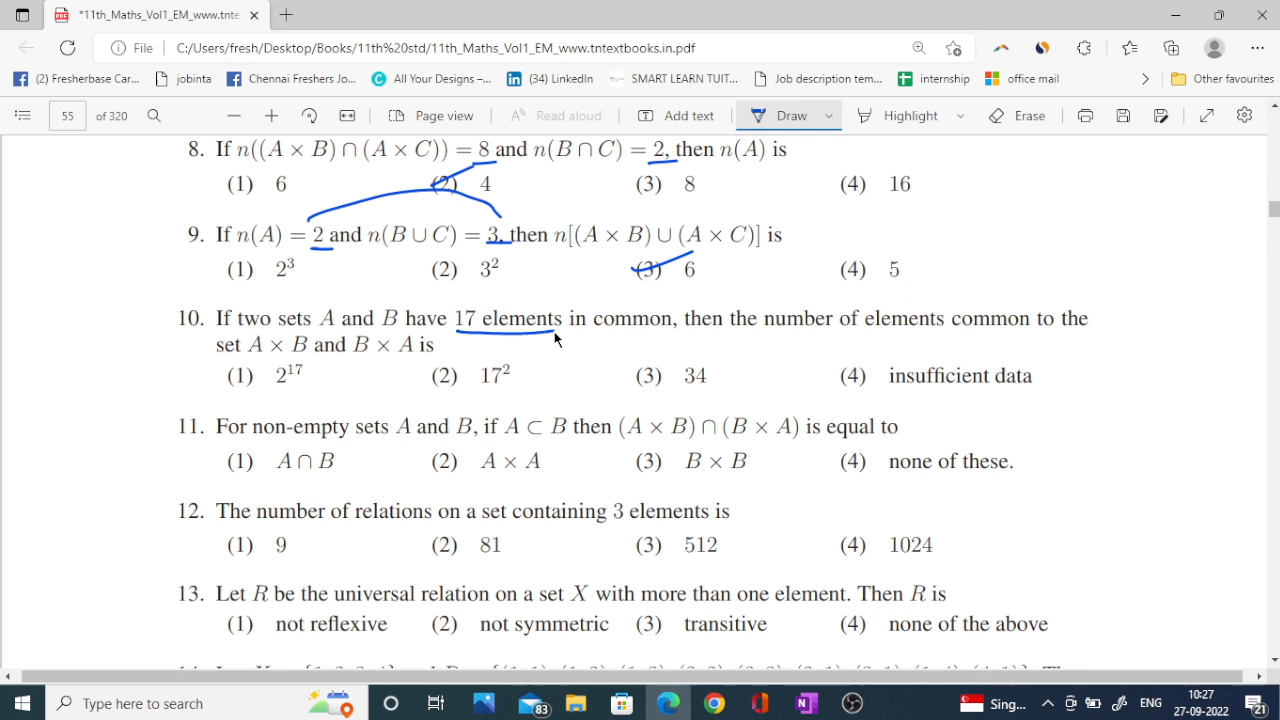 *11th_Maths_Vol1_EM_www.tnte
File
C:/Users/fresh/Desktop/Books/11th%20std/11th_Maths_Vol1_EM_www.tntextbooks.in.pdf
(2) Fresherbase Car... jobinta Chennai Freshers Jo... All Your Designs –... (34) LinkedIn SMART LEARN TUIT... Job description tem... internship office mail Other favourites
55 of 320 Page view Read aloud Add text Draw Highlight Erase
8. If n((A × B) ∩ (A × C)) = 8 and n(B ∩ C) = 2, then n(A) is
(1) 6 (2) 4 (3) 8 (4) 16
9. If n(A) = 2 and n(B ∪ C) = 3, then n[(A × B) ∪ (A × C)] is
(1) 2³ (2) 3² (3) 6 (4) 5
10. If two sets A and B have 17 elements in common, then the number of elements common to the
set A × B and B × A is
(1) 2¹⁷ (2) 17² (3) 34 (4) insufficient data
11. For non-empty sets A and B, if A ⊂ B then (A × B) ∩ (B × A) is equal to
(1) A ∩ B (2) A × A (3) B × B (4) none of these.
12. The number of relations on a set containing 3 elements is
(1) 9 (2) 81 (3) 512 (4) 1024
13. Let R be the universal relation on a set X with more than one element. Then R is
(1) not reflexive (2) not symmetric (3) transitive (4) none of the above
Type here to search 83 Sing... ENG 10:27
27-09-2022 21